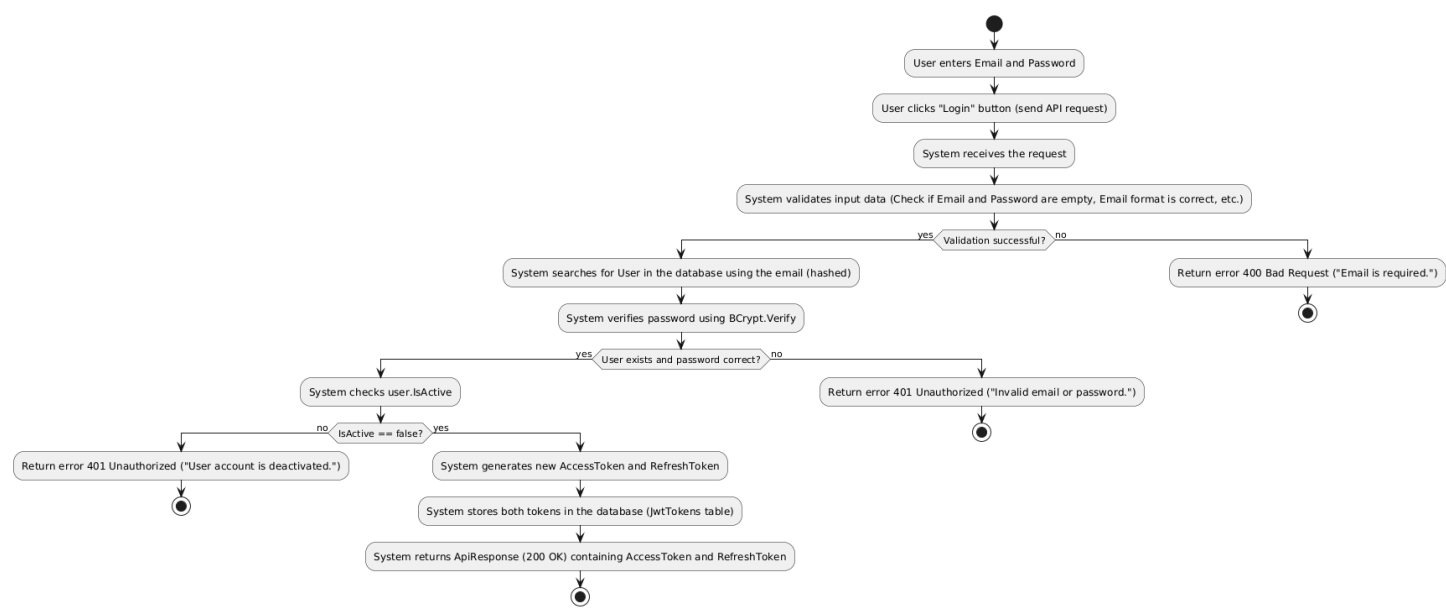 User enters Email and Password
User clicks "Login" button (send API request)
System receives the request
System validates input data (Check if Email and Password are empty, Email format is correct, etc.)
yes
Validation successful?
no
System searches for User in the database using the email (hashed)
Return error 400 Bad Request ("Email is required.")
System verifies password using BCrypt.Verify
yes
User exists and password correct?
no
System checks user.IsActive
Return error 401 Unauthorized ("Invalid email or password.")
no
IsActive == false?
yes
Return error 401 Unauthorized ("User account is deactivated.")
System generates new AccessToken and RefreshToken
System stores both tokens in the database (JwtTokens table)
System returns ApiResponse (200 OK) containing AccessToken and RefreshToken